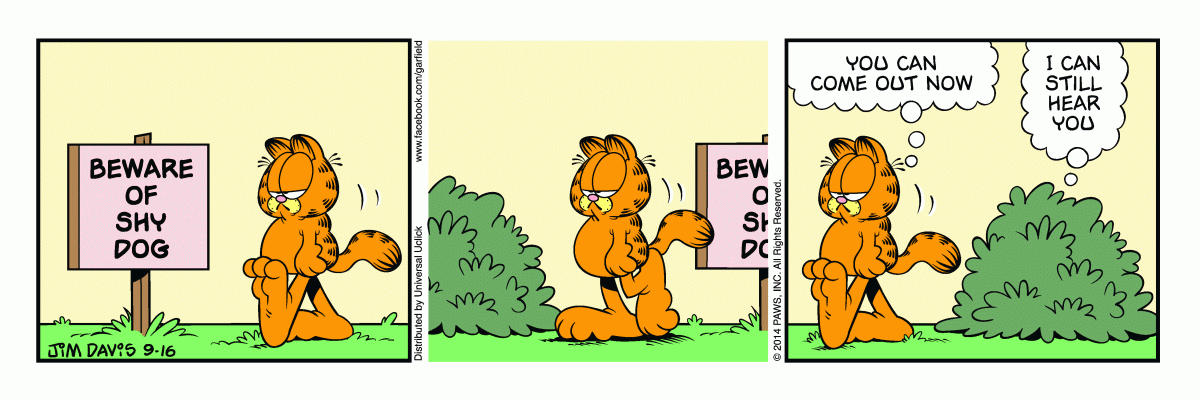 BEWARE
OF
SHY
DOG
JIM DAVIS 9-16
www.facebook.com/garfield
Distributed by Universal Uclick
BEW
O
SH
DO
© 2014 PAWS, INC. All Rights Reserved.
YOU CAN
COME OUT NOW
I CAN
STILL
HEAR
YOU